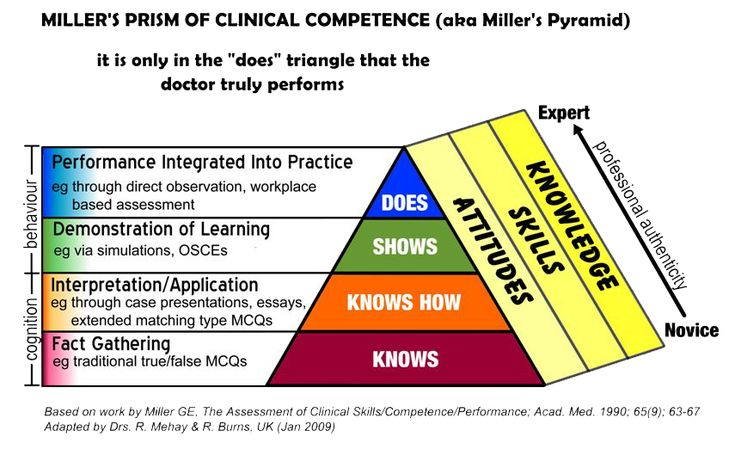 MILLER'S PRISM OF CLINICAL COMPETENCE (aka Miller's Pyramid)
it is only in the "does" triangle that the
doctor truly performs
Expert
professional authenticity
Novice
KNOWLEDGE
SKILLS
ATTITUDES
behaviour
Performance Integrated Into Practice
eg through direct observation, workplace
based assessment
DOES
Demonstration of Learning
eg via simulations, OSCEs
SHOWS
cognition
Interpretation/Application
eg through case presentations, essays,
extended matching type MCQs
KNOWS HOW
Fact Gathering
eg traditional true/false MCQs
KNOWS
Based on work by Miller GE, The Assessment of Clinical Skills/Competence/Performance; Acad. Med. 1990; 65(9); 63-67
Adapted by Drs. R. Mehay & R. Burns, UK (Jan 2009)